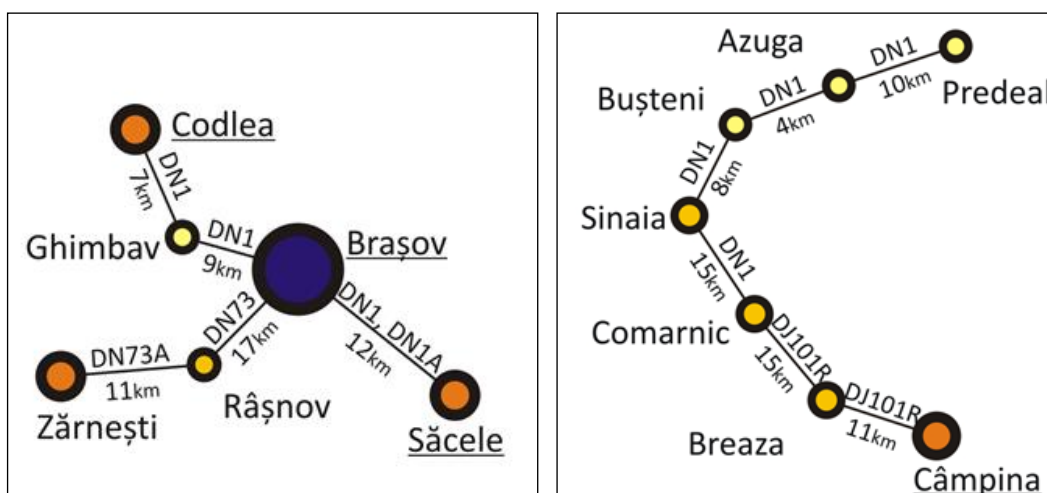 Codlea
DN1
7km
Ghimbav
DN1
9km
Brașov
DN73
17km
DN1, DN1A
12km
DN73A
11km
Zărnești
Râșnov
Săcele
Azuga
DN1
10km
Predeal
Bușteni
DN1
4km
DN1
8km
Sinaia
DN1
15km
Comarnic
DJ101R
15km
DJ101R
11km
Breaza
Câmpina